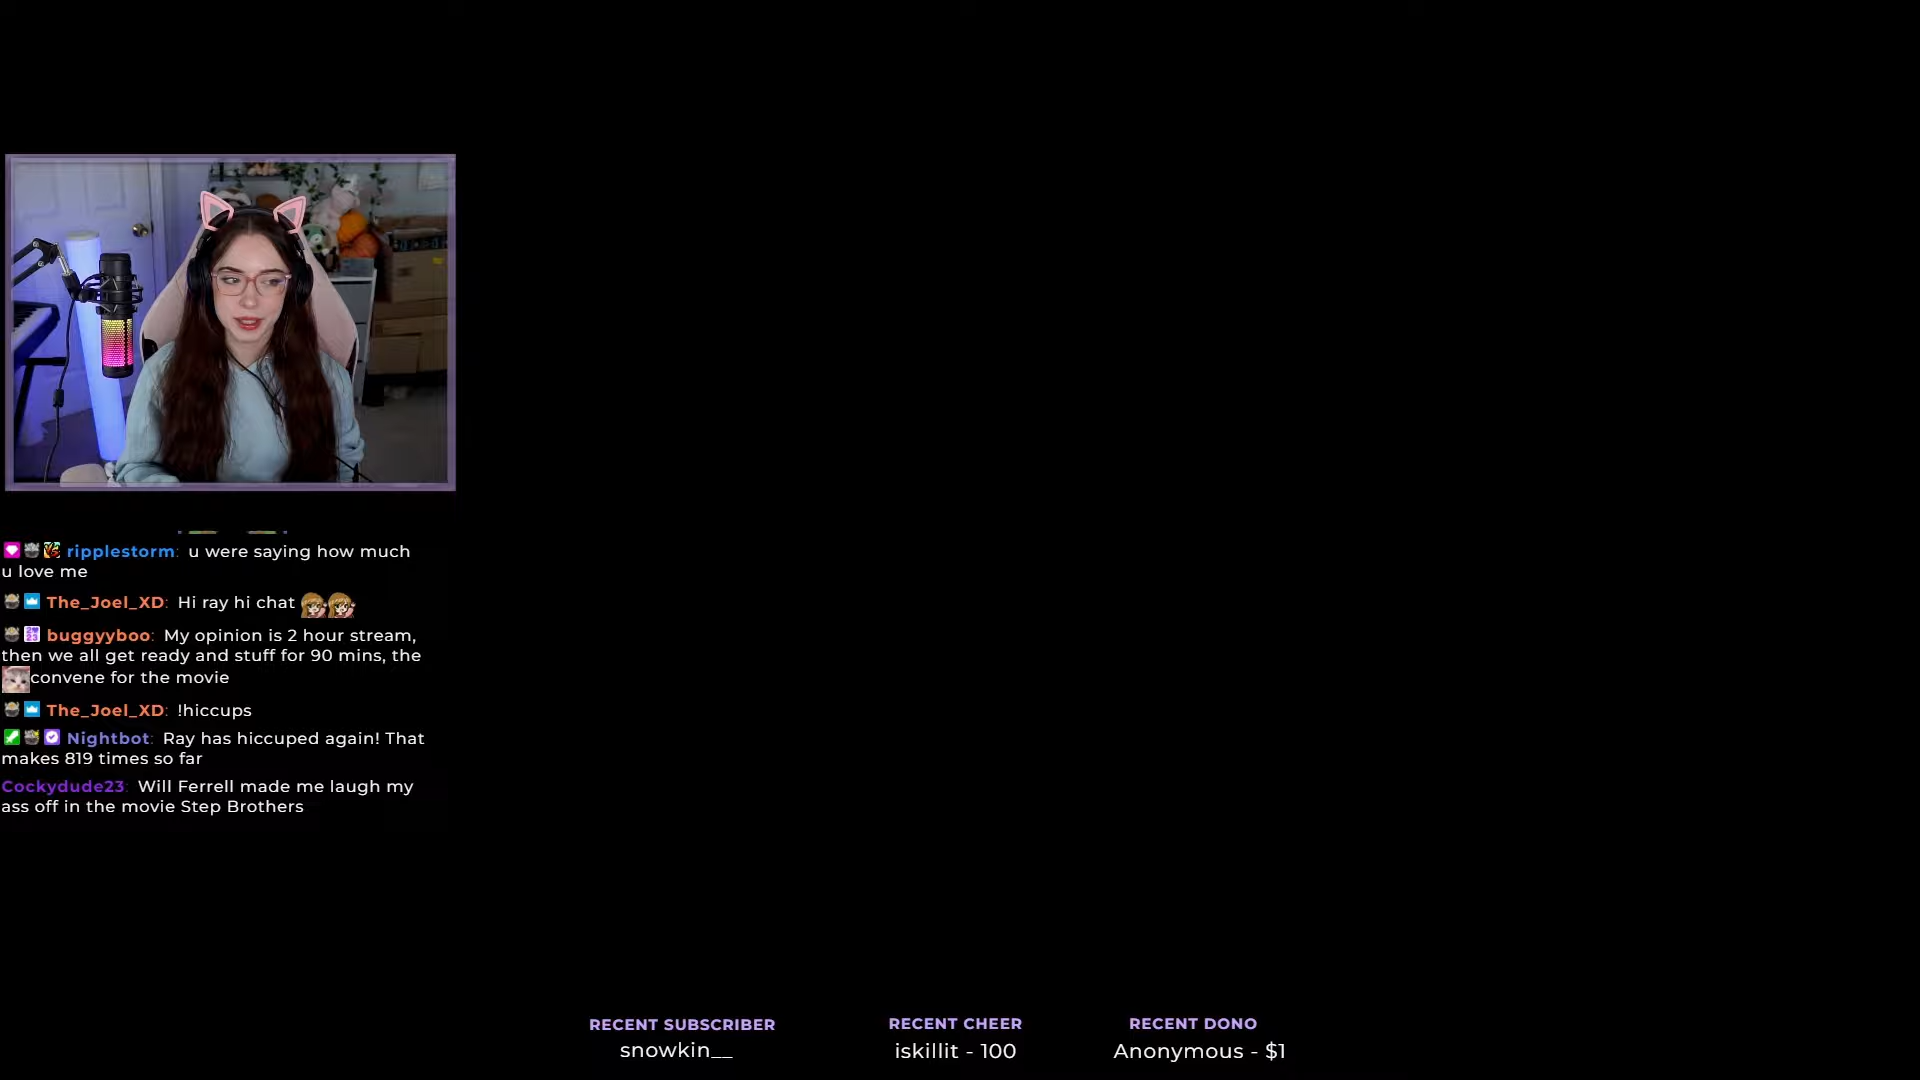 ripplestorm: u were saying how much
u love me
The_Joel_XD: Hi ray hi chat
buggyyboo: My opinion is 2 hour stream,
then we all get ready and stuff for 90 mins, the
convene for the movie
The_Joel_XD: !hiccups
Nightbot: Ray has hiccuped again! That
makes 819 times so far
Cockydude23: Will Ferrell made me laugh my
ass off in the movie Step Brothers
RECENT SUBSCRIBER
snowkin__
RECENT CHEER
iskillit - 100
RECENT DONO
Anonymous - $1